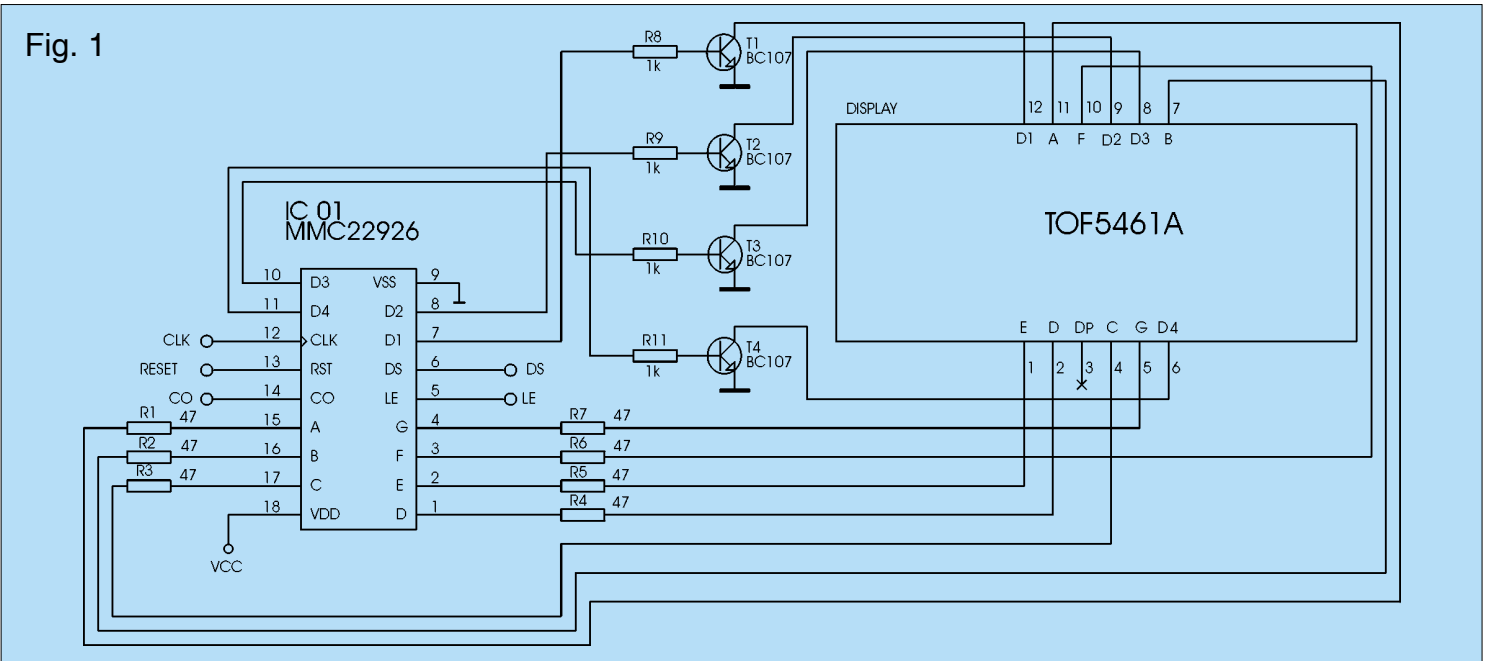 Fig. 1
R8
1k
T1
BC107
R9
1k
T2
BC107
R10
1k
T3
BC107
R11
1k
T4
BC107
DISPLAY
12 11 10 9 8 7
D1 A F D2 D3 B
TOF5461A
E D DP C G D4
1 2 3 4 5 6
IC 01
MMC22926
10 D3 VSS 9
11 D4 D2 8
CLK 12 CLK D1 7
RESET 13 RST DS 6 DS
CO 14 CO LE 5 LE
R1 47 15 A G 4 R7 47
R2 47 16 B F 3 R6 47
R3 47 17 C E 2 R5 47
18 VDD D 1 R4 47
VCC